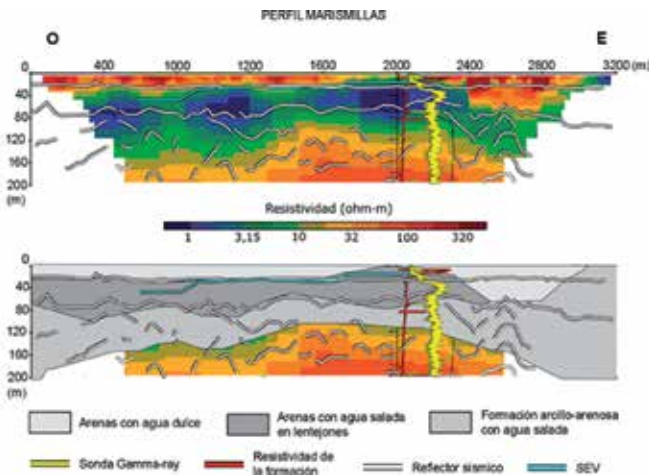 PERFIL MARISMILLAS
O E
0 400 1000 1200 1600 2000 2400 2800 3200 (m)
0
40
80
120
160
200
(m)
Resistividad (ohm-m)
1 3,15 10 32 100 320
0
40
80
120
160
200
(m)
Arenas con agua dulce
Arenas con agua salada
en lentejones
Formación arcillo-arenosa
con agua salada
Sonda Gamma-ray
Resistividad de
la formación
Reflector sísmico
SEV